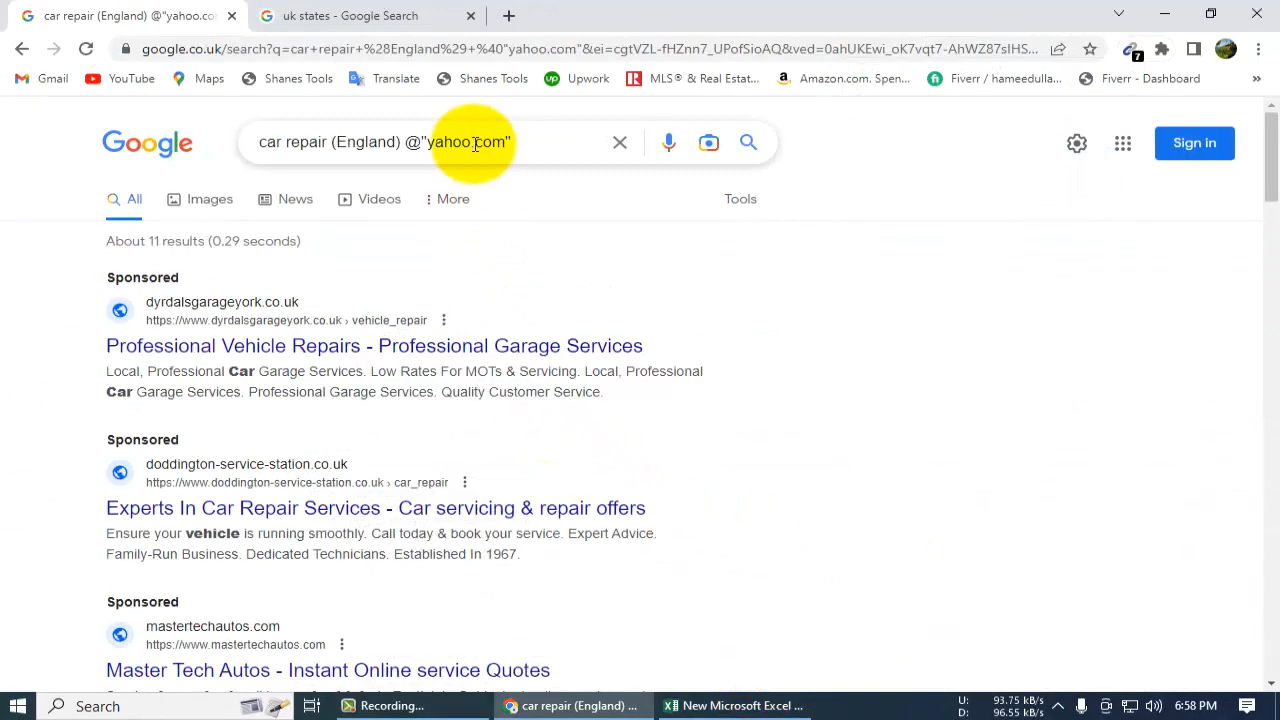 car repair (England) @"yahoo.con
uk states - Google Search
google.co.uk/search?q=car+repair+%28England%29+%40"yahoo.com"&ei=cgtVZL-fHZnn7_UPofSioAQ&ved=0ahUKEwi_oK7vqt7-AhWZ87sIHS...
7
Gmail
YouTube
Maps
Shanes Tools
Translate
Shanes Tools
Upwork
MLS® & Real Estat...
Amazon.com. Spen...
Fiverr / hameedulla...
Fiverr - Dashboard
»
Google
car repair (England) @"yahoo.com"
Sign in
All
Images
News
Videos
More
Tools
About 11 results (0.29 seconds)
Sponsored
dyrdalsgarageyork.co.uk
https://www.dyrdalsgarageyork.co.uk › vehicle_repair
Professional Vehicle Repairs - Professional Garage Services
Local, Professional Car Garage Services. Low Rates For MOTs & Servicing. Local, Professional
Car Garage Services. Professional Garage Services. Quality Customer Service.
Sponsored
doddington-service-station.co.uk
https://www.doddington-service-station.co.uk › car_repair
Experts In Car Repair Services - Car servicing & repair offers
Ensure your vehicle is running smoothly. Call today & book your service. Expert Advice.
Family-Run Business. Dedicated Technicians. Established In 1967.
Sponsored
mastertechautos.com
https://www.mastertechautos.com
Master Tech Autos - Instant Online service Quotes
Search
Recording...
car repair (England) ...
New Microsoft Excel ...
U: 93.75 kB/s
D: 96.55 kB/s
6:58 PM